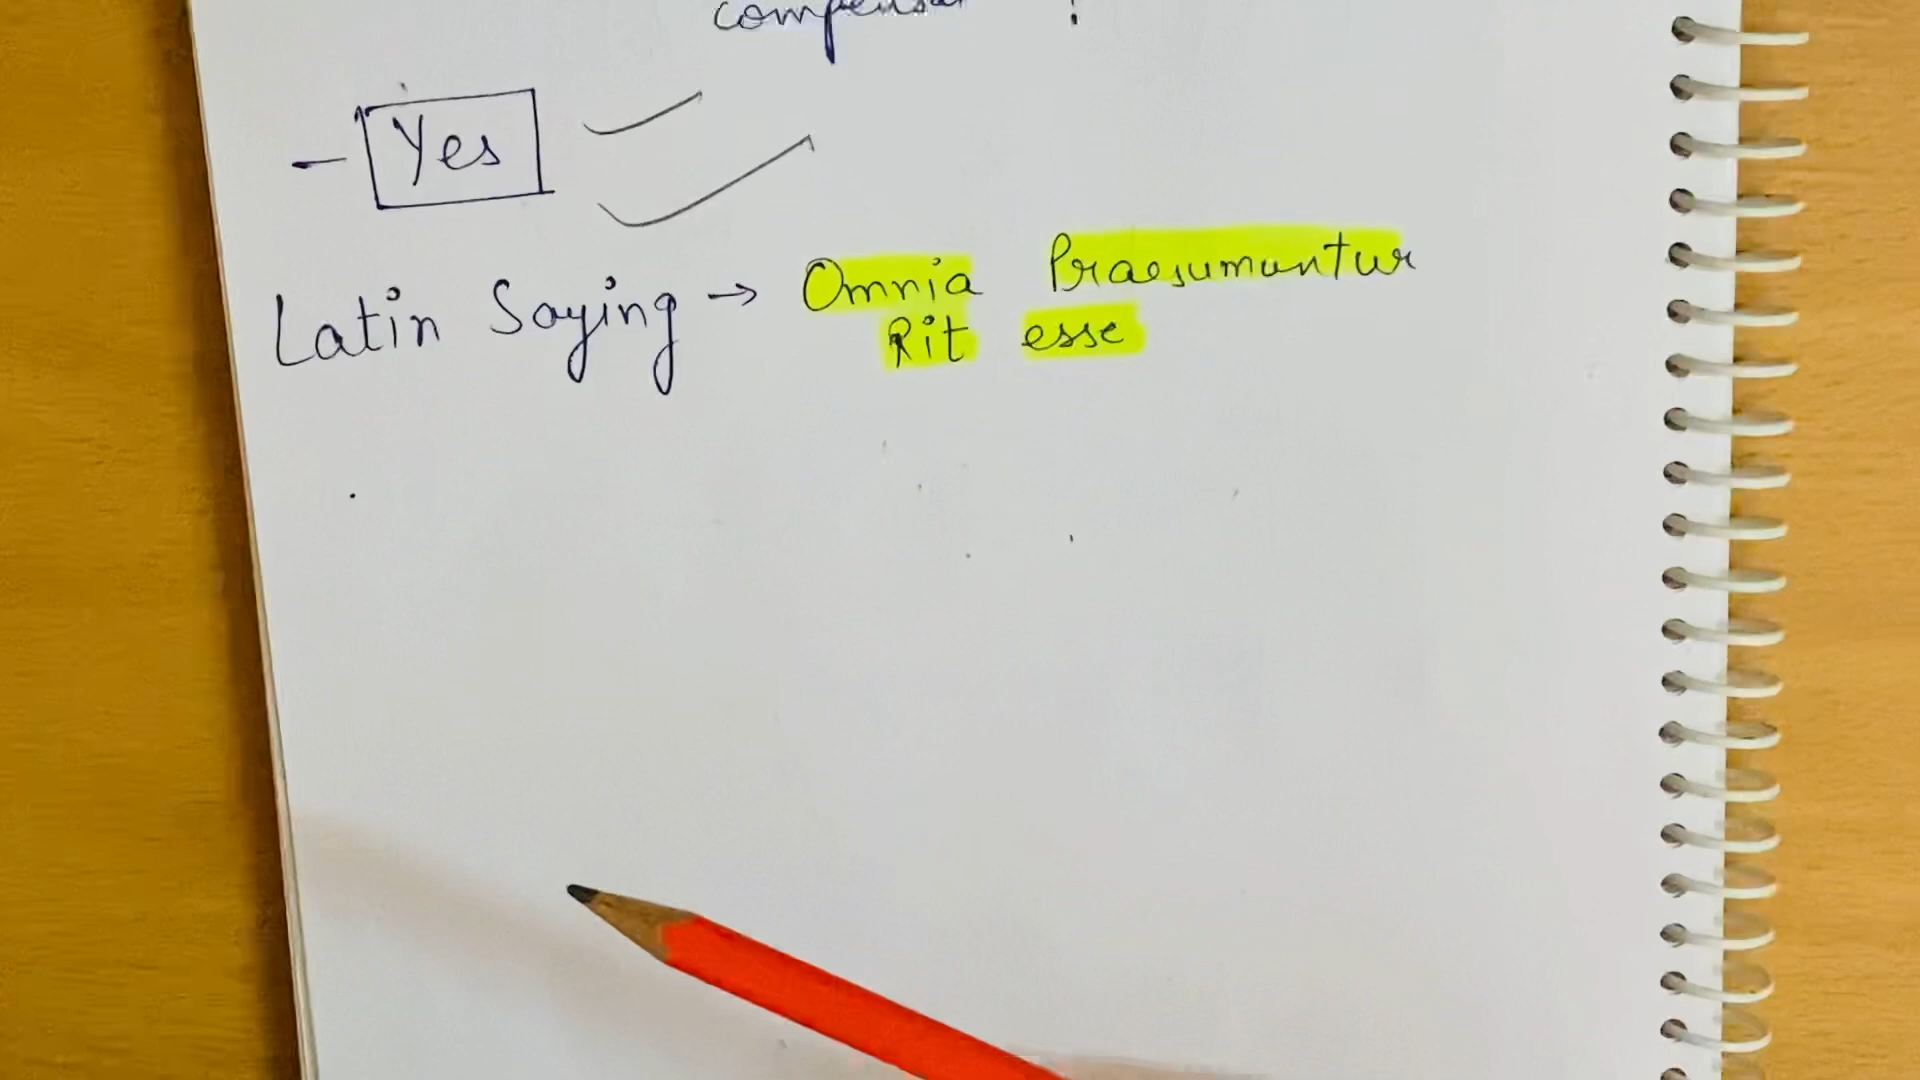 - Yes
Latin Saying → Omnia Praesumuntur
Rit esse